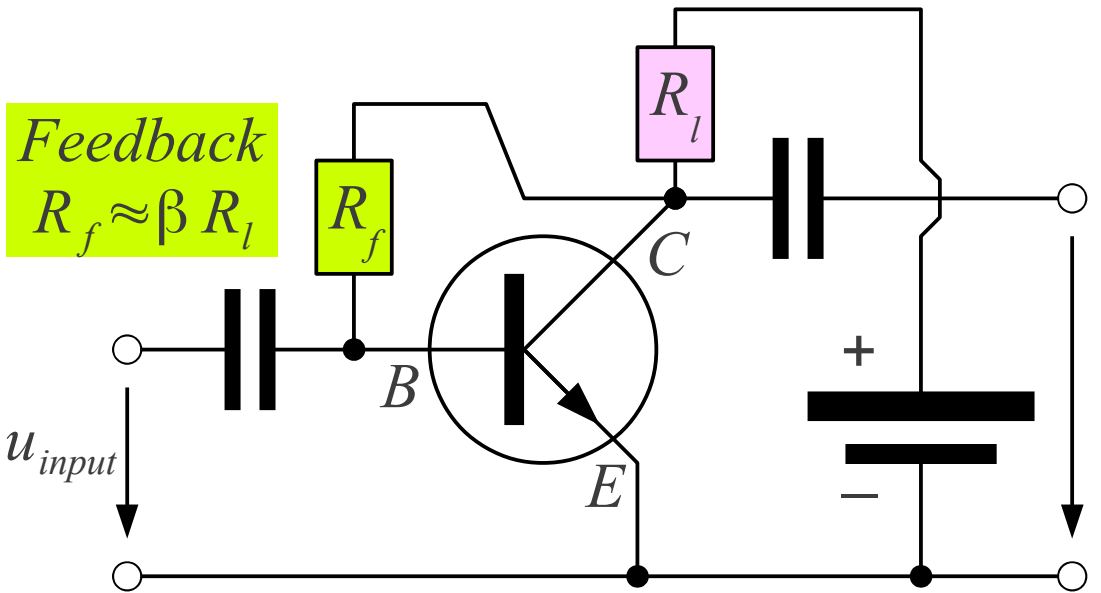 Feedback
R_f ≈ β R_l
R_f
R_l
C
B
E
u_input
+
−